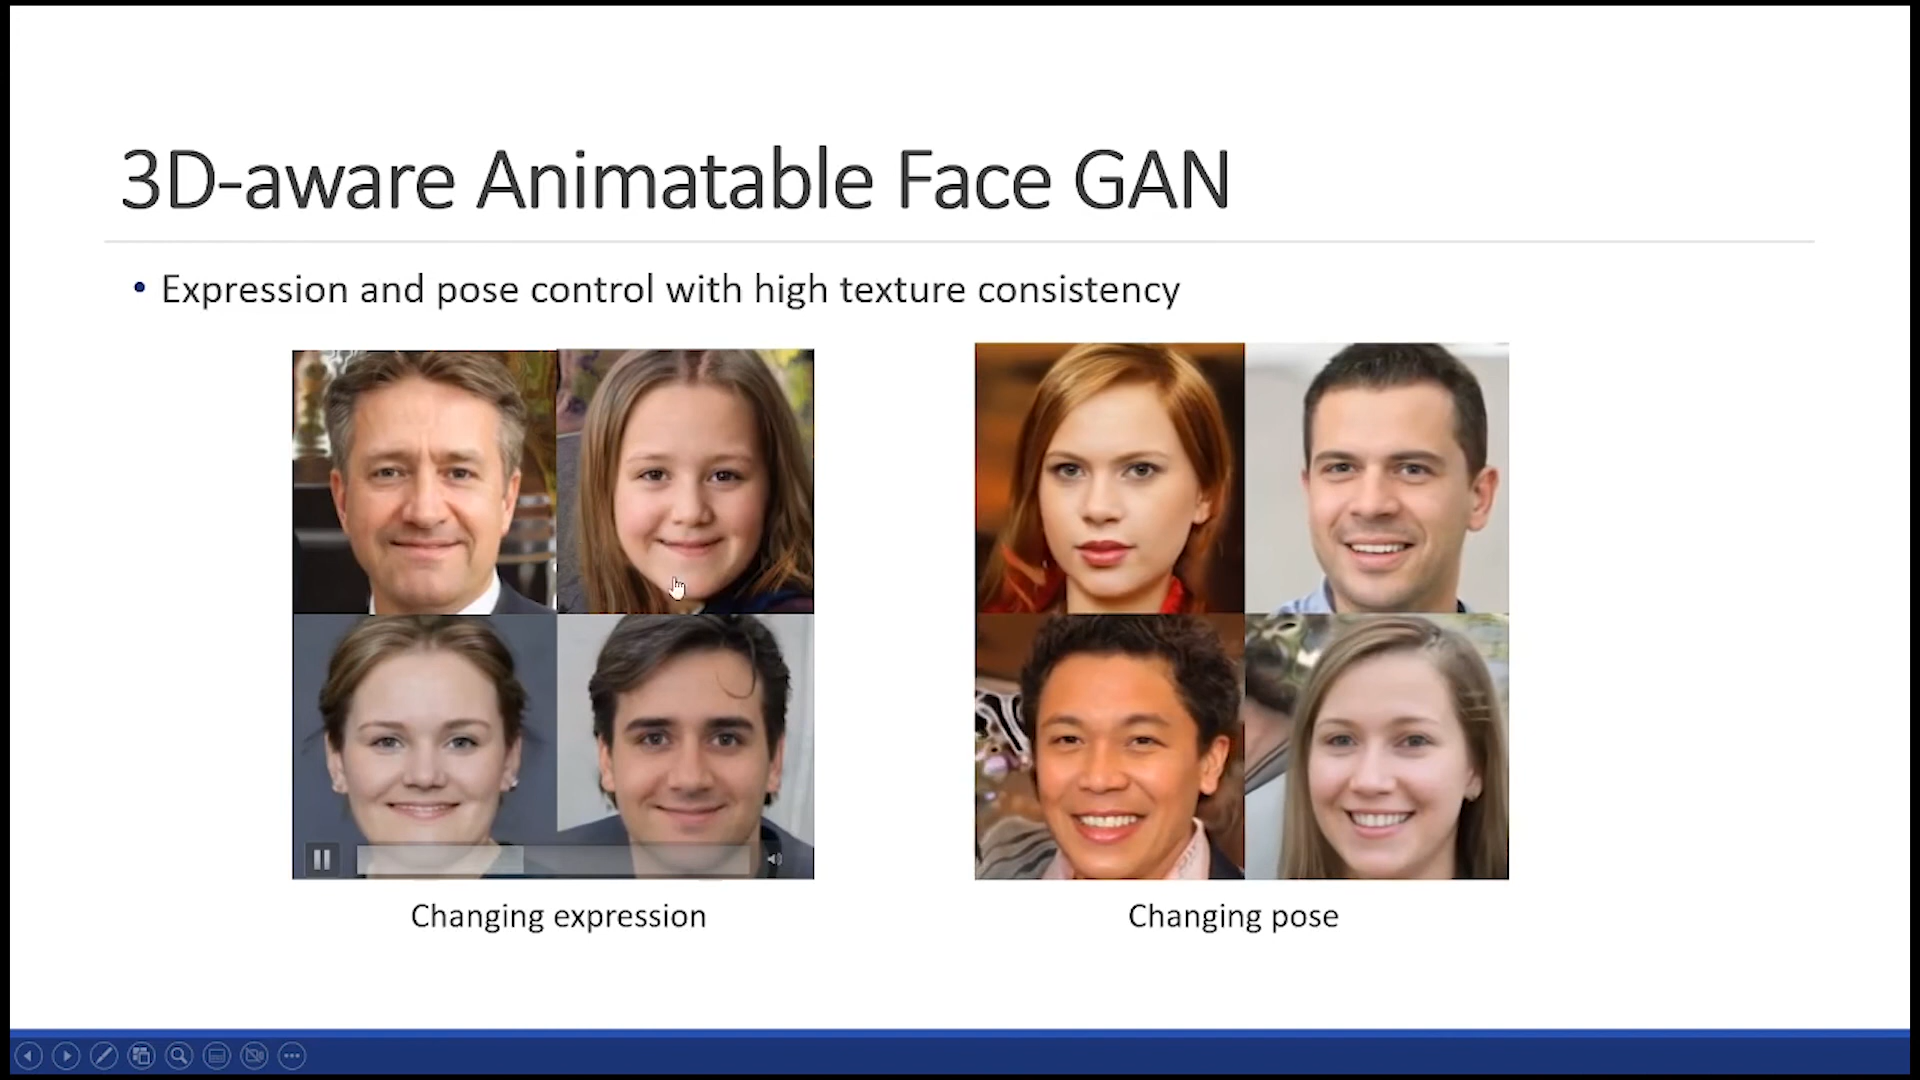 3D-aware Animatable Face GAN
• Expression and pose control with high texture consistency
Changing expression
Changing pose